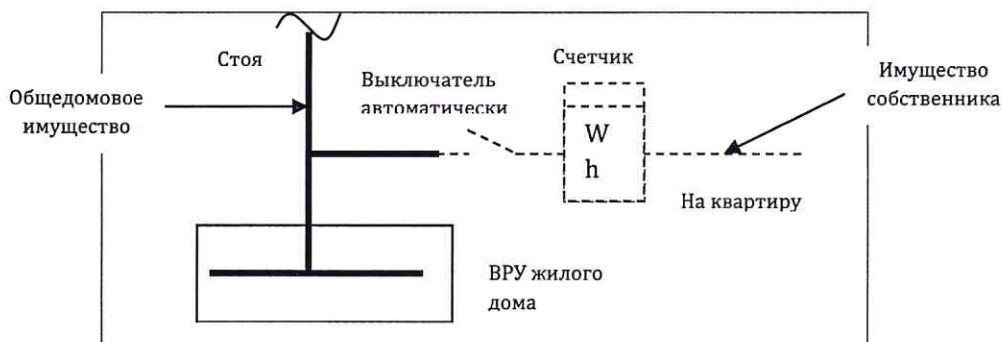 Стоя
Счетчик
Выключатель
автоматически
Имущество
собственника
Общедомовое
имущество
W
h
На квартиру
ВРУ жилого
дома